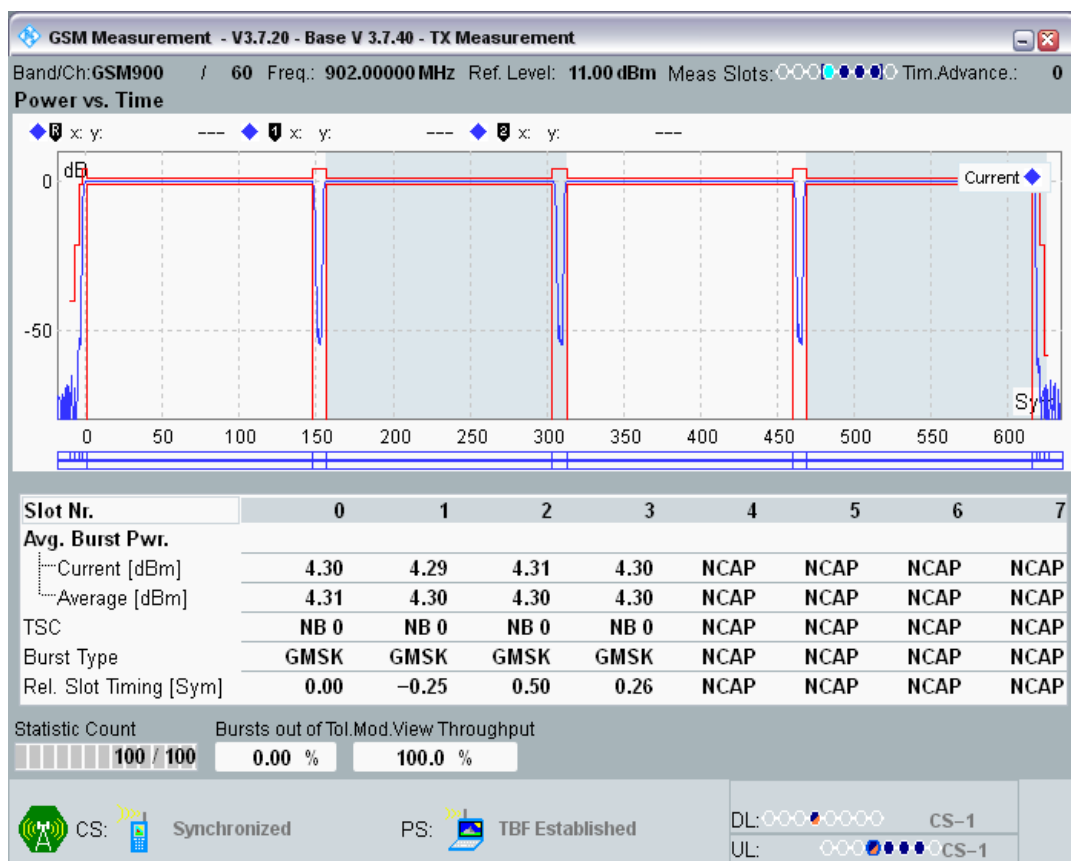 GSM Measurement - V3.7.20 - Base V 3.7.40 - TX Measurement
Band/Ch:GSM900 / 60 Freq.: 902.00000 MHz Ref. Level: 11.00 dBm Meas Slots: Tim.Advance.: 0
Power vs. Time
R x: y: --- 1 x: y: --- 2 x: y: ---
dB
Current
0
-50
Sy
0 50 100 150 200 250 300 350 400 450 500 550 600
Slot Nr. 0 1 2 3 4 5 6 7
Avg. Burst Pwr.
Current [dBm] 4.30 4.29 4.31 4.30 NCAP NCAP NCAP NCAP
Average [dBm] 4.31 4.30 4.30 4.30 NCAP NCAP NCAP NCAP
TSC NB 0 NB 0 NB 0 NB 0 NCAP NCAP NCAP NCAP
Burst Type GMSK GMSK GMSK GMSK NCAP NCAP NCAP NCAP
Rel. Slot Timing [Sym] 0.00 −0.25 0.50 0.26 NCAP NCAP NCAP NCAP
Statistic Count Bursts out of Tol.Mod.View Throughput
100 / 100 0.00 % 100.0 %
CS: Synchronized PS: TBF Established
DL: CS−1
UL: CS−1